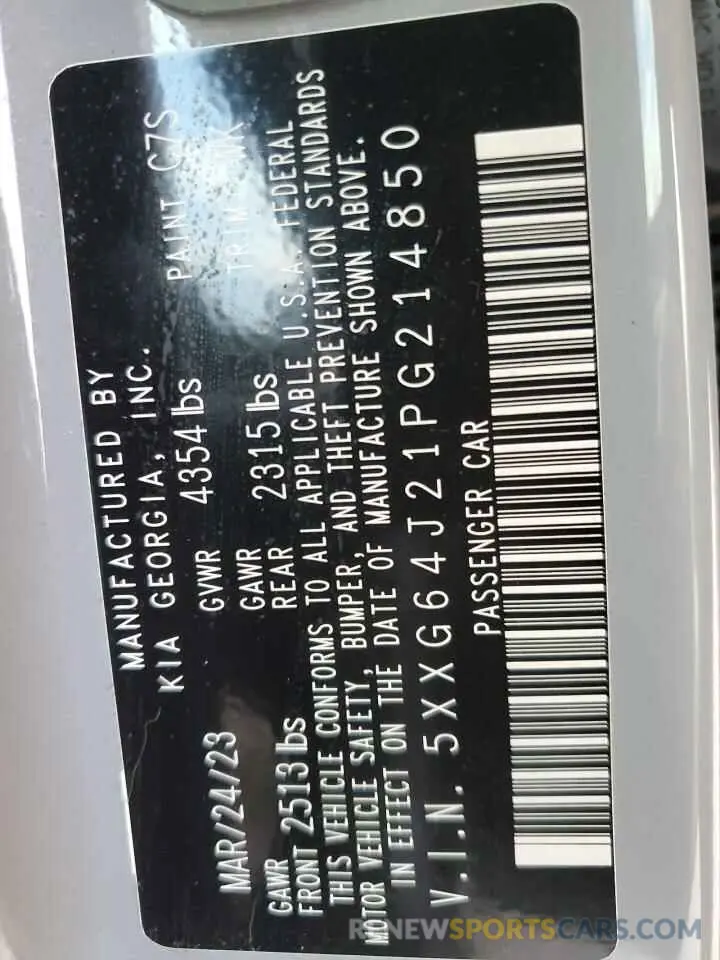 MANUFACTURED BY
KIA GEORGIA, INC.
PAINT C7S
MAR/24/23 GVWR 4354 lbs
TRIM
GAWR GAWR
FRONT 2513 lbs REAR 2315 lbs
THIS VEHICLE CONFORMS TO ALL APPLICABLE U.S.A. FEDERAL
MOTOR VEHICLE SAFETY, BUMPER, AND THEFT PREVENTION STANDARDS
IN EFFECT ON THE DATE OF MANUFACTURE SHOWN ABOVE.
V.I.N. 5XXG64J21PG214850
PASSENGER CAR
RENEWSPORTSCARS.COM